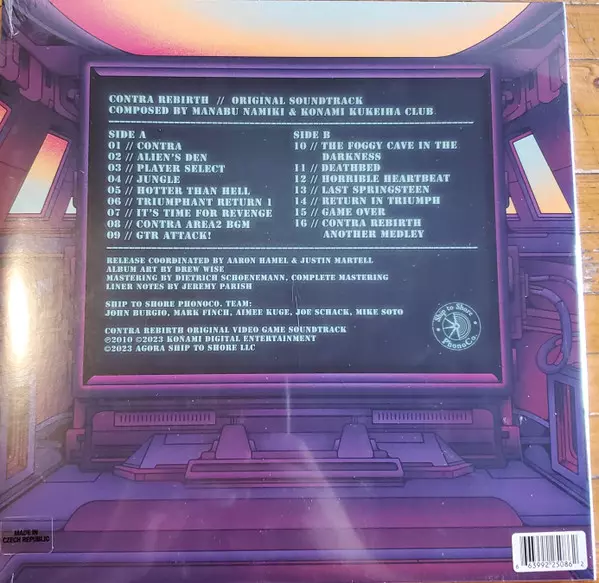 CONTRA REBIRTH // ORIGINAL SOUNDTRACK
COMPOSED BY MANABU NAMIKI & KONAMI KUKEIHA CLUB.
SIDE A
01 // CONTRA
02 // ALIEN'S DEN
03 // PLAYER SELECT
04 // JUNGLE
05 // HOTTER THAN HELL
06 // TRIUMPHANT RETURN 1
07 // IT'S TIME FOR REVENGE
08 // CONTRA AREA2 BGM
09 // GTR ATTACK!
SIDE B
10 // THE FOGGY CAVE IN THE
DARKNESS
11 // DEATHBED
12 // HORRIBLE HEARTBEAT
13 // LAST SPRINGSTEEN
14 // RETURN IN TRIUMPH
15 // GAME OVER
16 // CONTRA REBIRTH
ANOTHER MEDLEY
RELEASE COORDINATED BY AARON HAMEL & JUSTIN MARTELL
ALBUM ART BY DREW WISE
MASTERING BY DIETRICH SCHOENEMANN, COMPLETE MASTERING
LINER NOTES BY JEREMY PARISH
SHIP TO SHORE PHONOCO. TEAM:
JOHN BURGIO, MARK FINCH, AIMEE KUGE, JOE SCHACK, MIKE SOTO
CONTRA REBIRTH ORIGINAL VIDEO GAME SOUNDTRACK
℗2010 ©2023 KONAMI DIGITAL ENTERTAINMENT
©2023 AGORA SHIP TO SHORE LLC
Ship to Shore
PhonoCo.
MADE IN
CZECH REPUBLIC
6 63992 25086 2